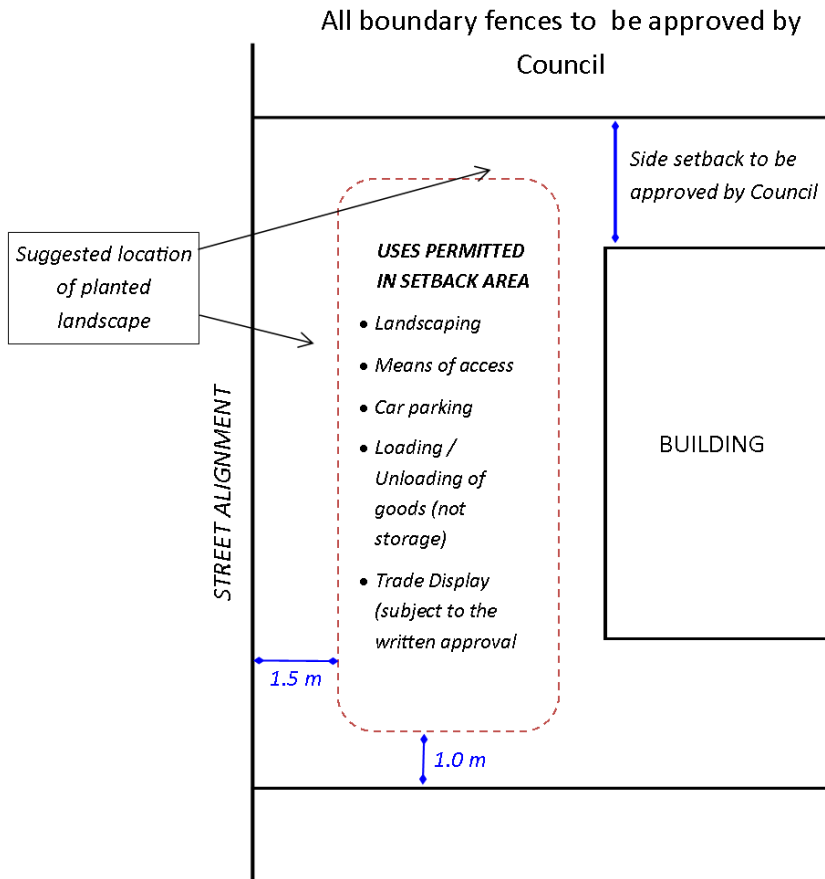 All boundary fences to be approved by
Council
Side setback to be
approved by Council
Suggested location
of planted
landscape
USES PERMITTED
IN SETBACK AREA
• Landscaping
• Means of access
• Car parking
• Loading /
Unloading of
goods (not
storage)
• Trade Display
(subject to the
written approval
BUILDING
STREET ALIGNMENT
1.5 m
1.0 m